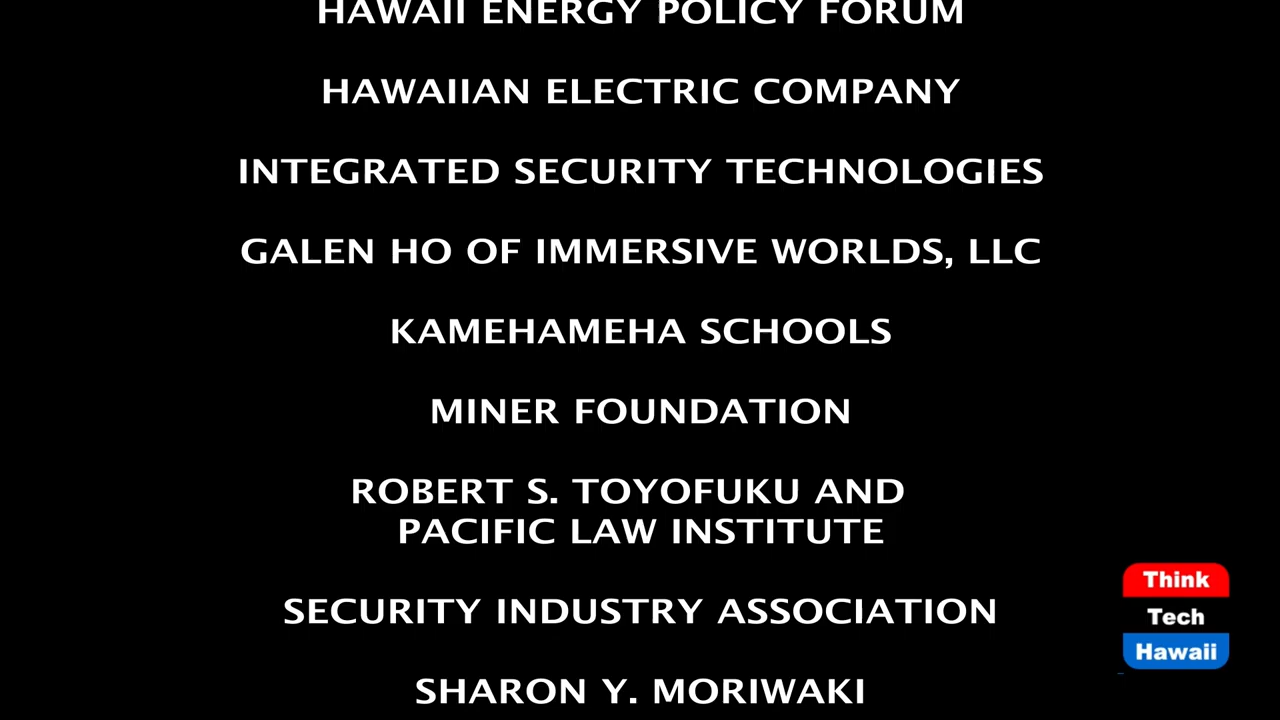 HAWAII ENERGY POLICY FORUM
HAWAIIAN ELECTRIC COMPANY
INTEGRATED SECURITY TECHNOLOGIES
GALEN HO OF IMMERSIVE WORLDS, LLC
KAMEHAMEHA SCHOOLS
MINER FOUNDATION
ROBERT S. TOYOFUKU AND
PACIFIC LAW INSTITUTE
SECURITY INDUSTRY ASSOCIATION
SHARON Y. MORIWAKI
Think
Tech
Hawaii